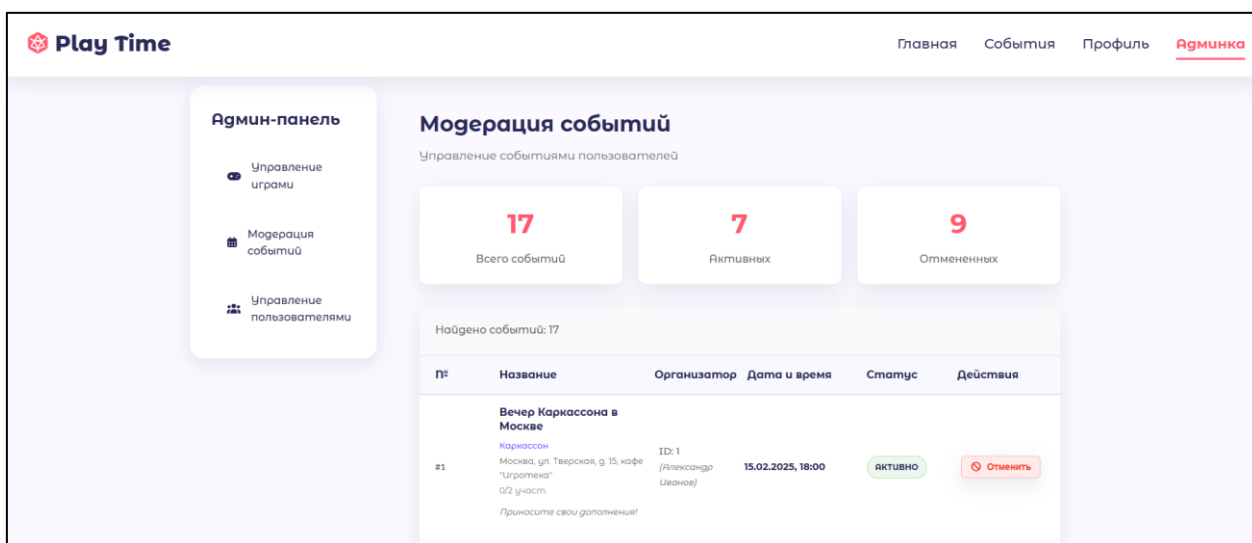 Play Time
Главная События Профиль Админка
Админ-панель
Управление
играми
Модерация
событий
Управление
пользователями
Модерация событий
Управление событиями пользователей
17 7 9
Всего событий Активных Отмененных
Найдено событий: 17
№ Название Организатор Дата и время Статус Действия
#1
Вечер Каркассона в
Москве
Каркассон
Москва, ул. Тверская, д. 15, кафе
"Игротека"
0/2 участ.
Приносите свои дополнения!
ID: 1
(Александр
Иванов)
15.02.2025, 18:00
АКТИВНО
Отменить